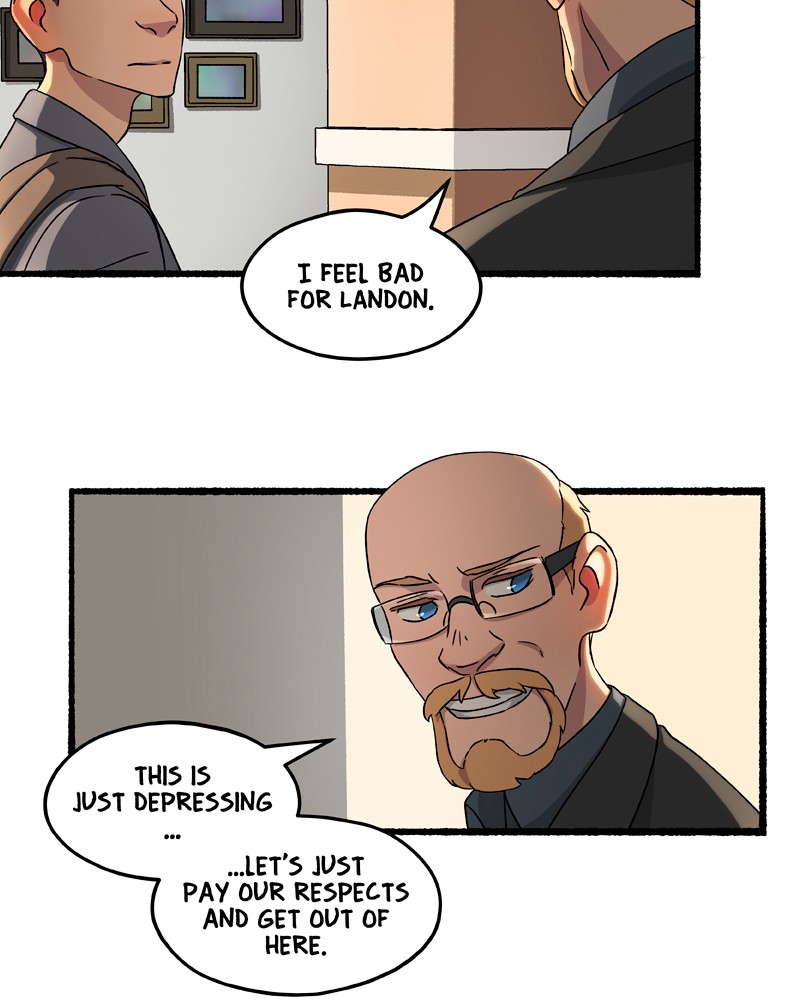 I FEEL BAD
FOR LANDON.
THIS IS
JUST DEPRESSING
...
...LET'S JUST
PAY OUR RESPECTS
AND GET OUT OF
HERE.